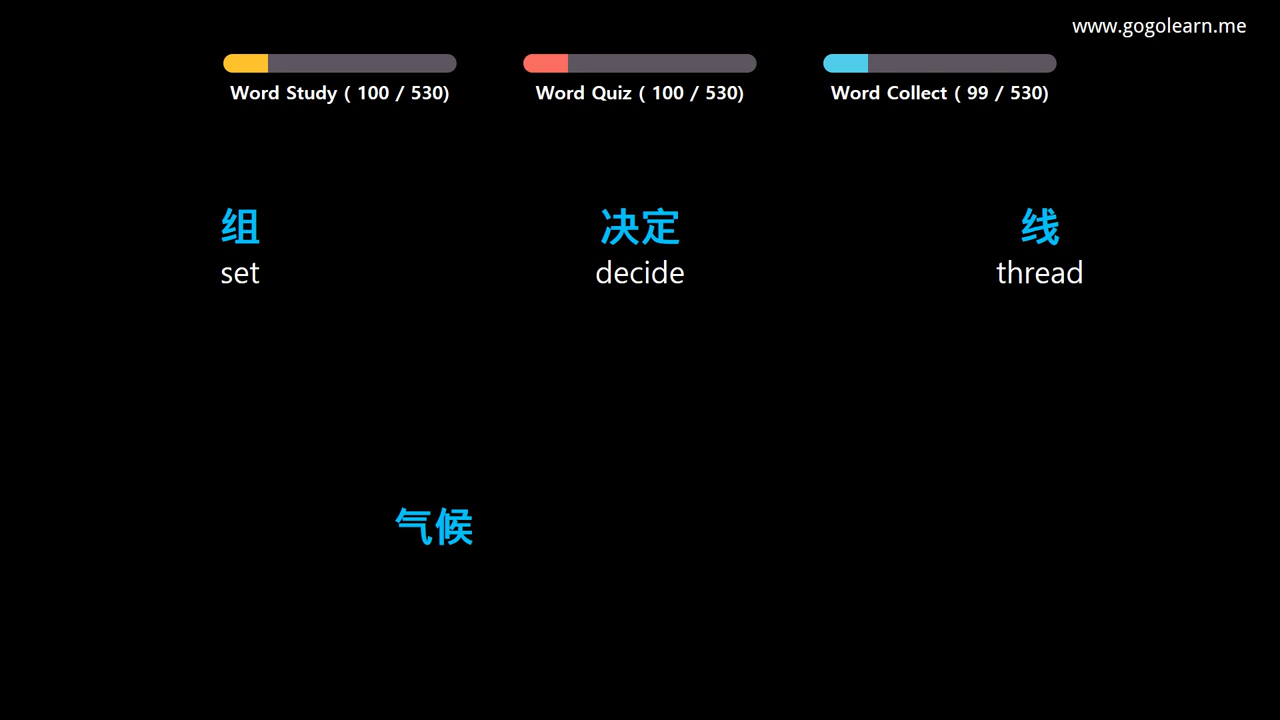 www.gogolearn.me
Word Study ( 100 / 530)
Word Quiz ( 100 / 530)
Word Collect ( 99 / 530)
组
set
决定
decide
线
thread
气候